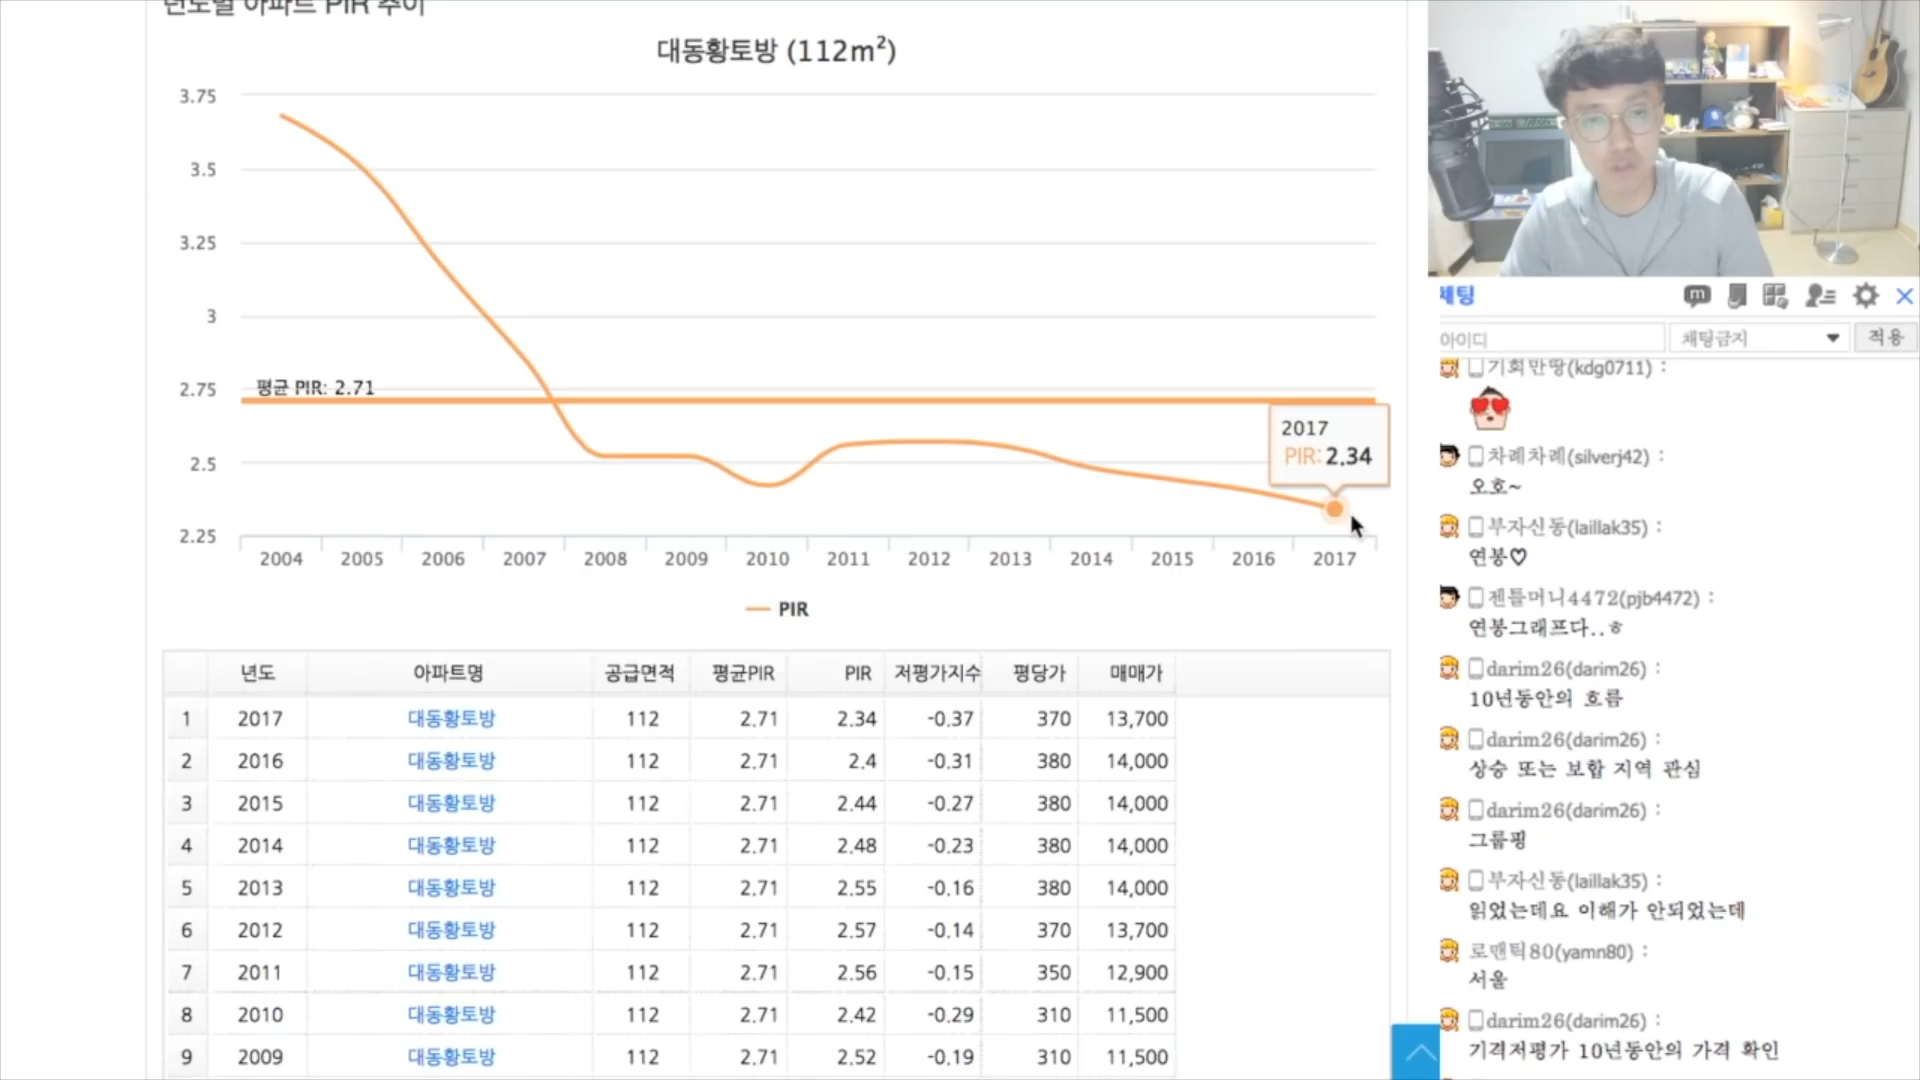 년도별 아파트 PIR 추이
대동황토방 (112m²)
3.75
3.5
3.25
3
2.75
2.5
2.25
평균 PIR: 2.71
2017
PIR: 2.34
2004 2005 2006 2007 2008 2009 2010 2011 2012 2013 2014 2015 2016 2017
PIR
년도 아파트명 공급면적 평균PIR PIR 저평가지수 평당가 매매가
1 2017 대동황토방 112 2.71 2.34 -0.37 370 13,700
2 2016 대동황토방 112 2.71 2.4 -0.31 380 14,000
3 2015 대동황토방 112 2.71 2.44 -0.27 380 14,000
4 2014 대동황토방 112 2.71 2.48 -0.23 380 14,000
5 2013 대동황토방 112 2.71 2.55 -0.16 380 14,000
6 2012 대동황토방 112 2.71 2.57 -0.14 370 13,700
7 2011 대동황토방 112 2.71 2.56 -0.15 350 12,900
8 2010 대동황토방 112 2.71 2.42 -0.29 310 11,500
9 2009 대동황토방 112 2.71 2.52 -0.19 310 11,500
채팅
아이디 채팅금지 적용
기회만땅(kdg0711) :
차례차례(silverj42) :
오호~
부자신동(laillak35) :
연봉♡
젠틀머니4472(pjb4472) :
연봉그래프다..ㅎ
darim26(darim26) :
10년동안의 흐름
darim26(darim26) :
상승 또는 보합 지역 관심
darim26(darim26) :
그룹핑
부자신동(laillak35) :
읽었는데요 이해가 안되었는데
로맨틱80(yamn80) :
서울
darim26(darim26) :
기격저평가 10년동안의 가격 확인